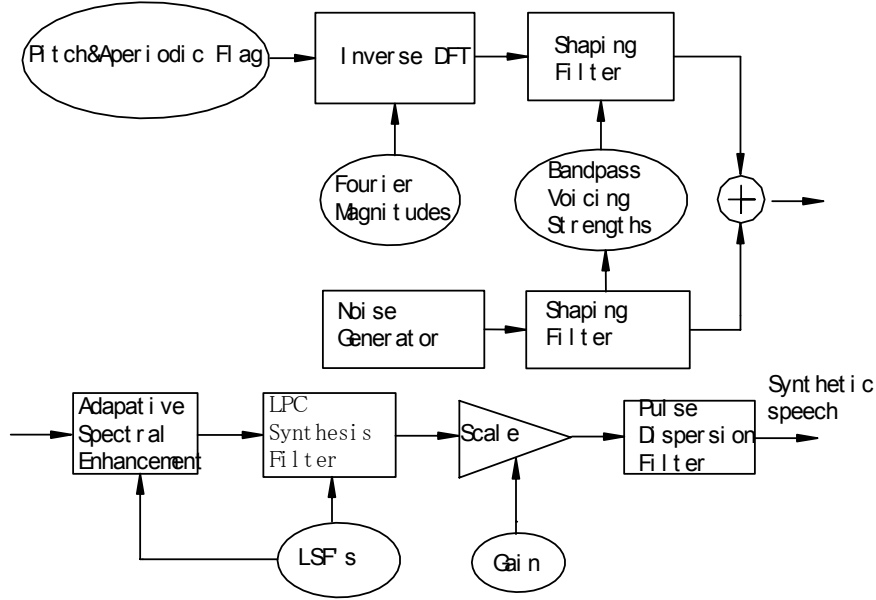 Pitch&Aperiodic Flag
Inverse DFT
Shaping
Filter
Fourier
Magnitudes
Bandpass
Voicing
Strengths
+
Noise
Generator
Shaping
Filter
Adapative
Spectral
Enhancement
LPC
Synthesis
Filter
Scale
Pulse
Dispersion
Filter
Synthetic
speech
LSF's
Gain